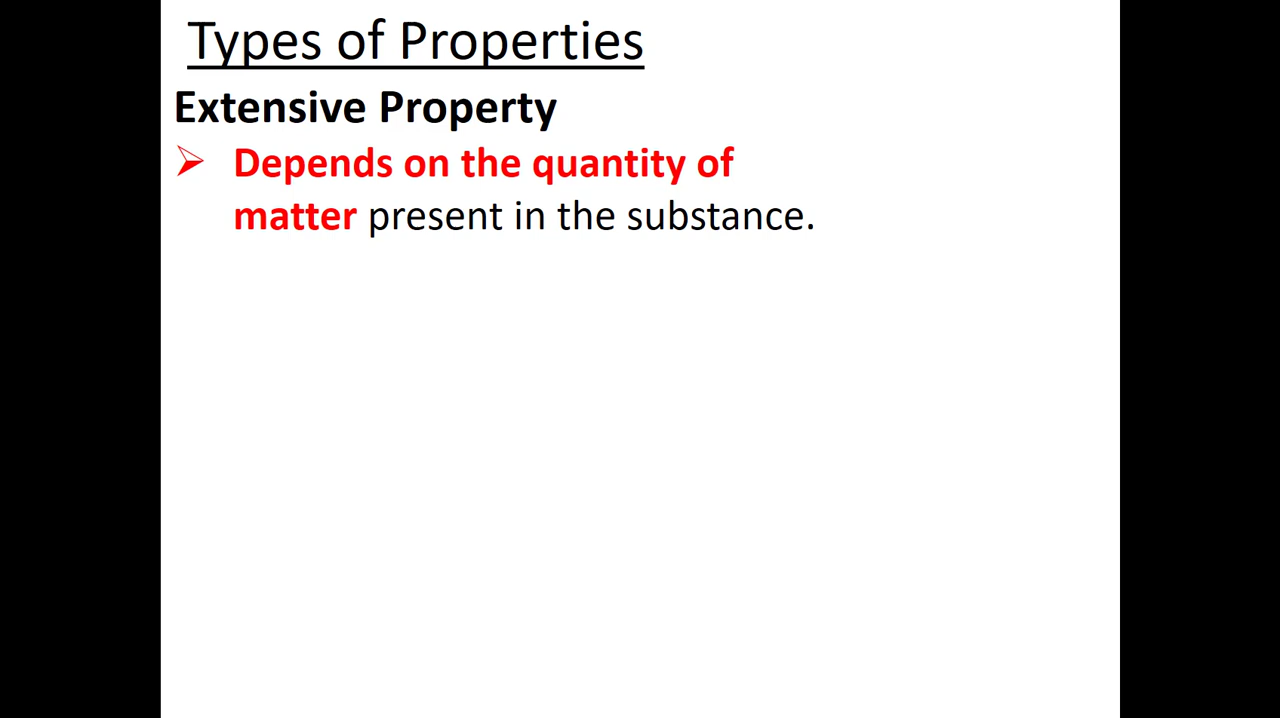 Types of Properties
Extensive Property
Depends on the quantity of
matter present in the substance.